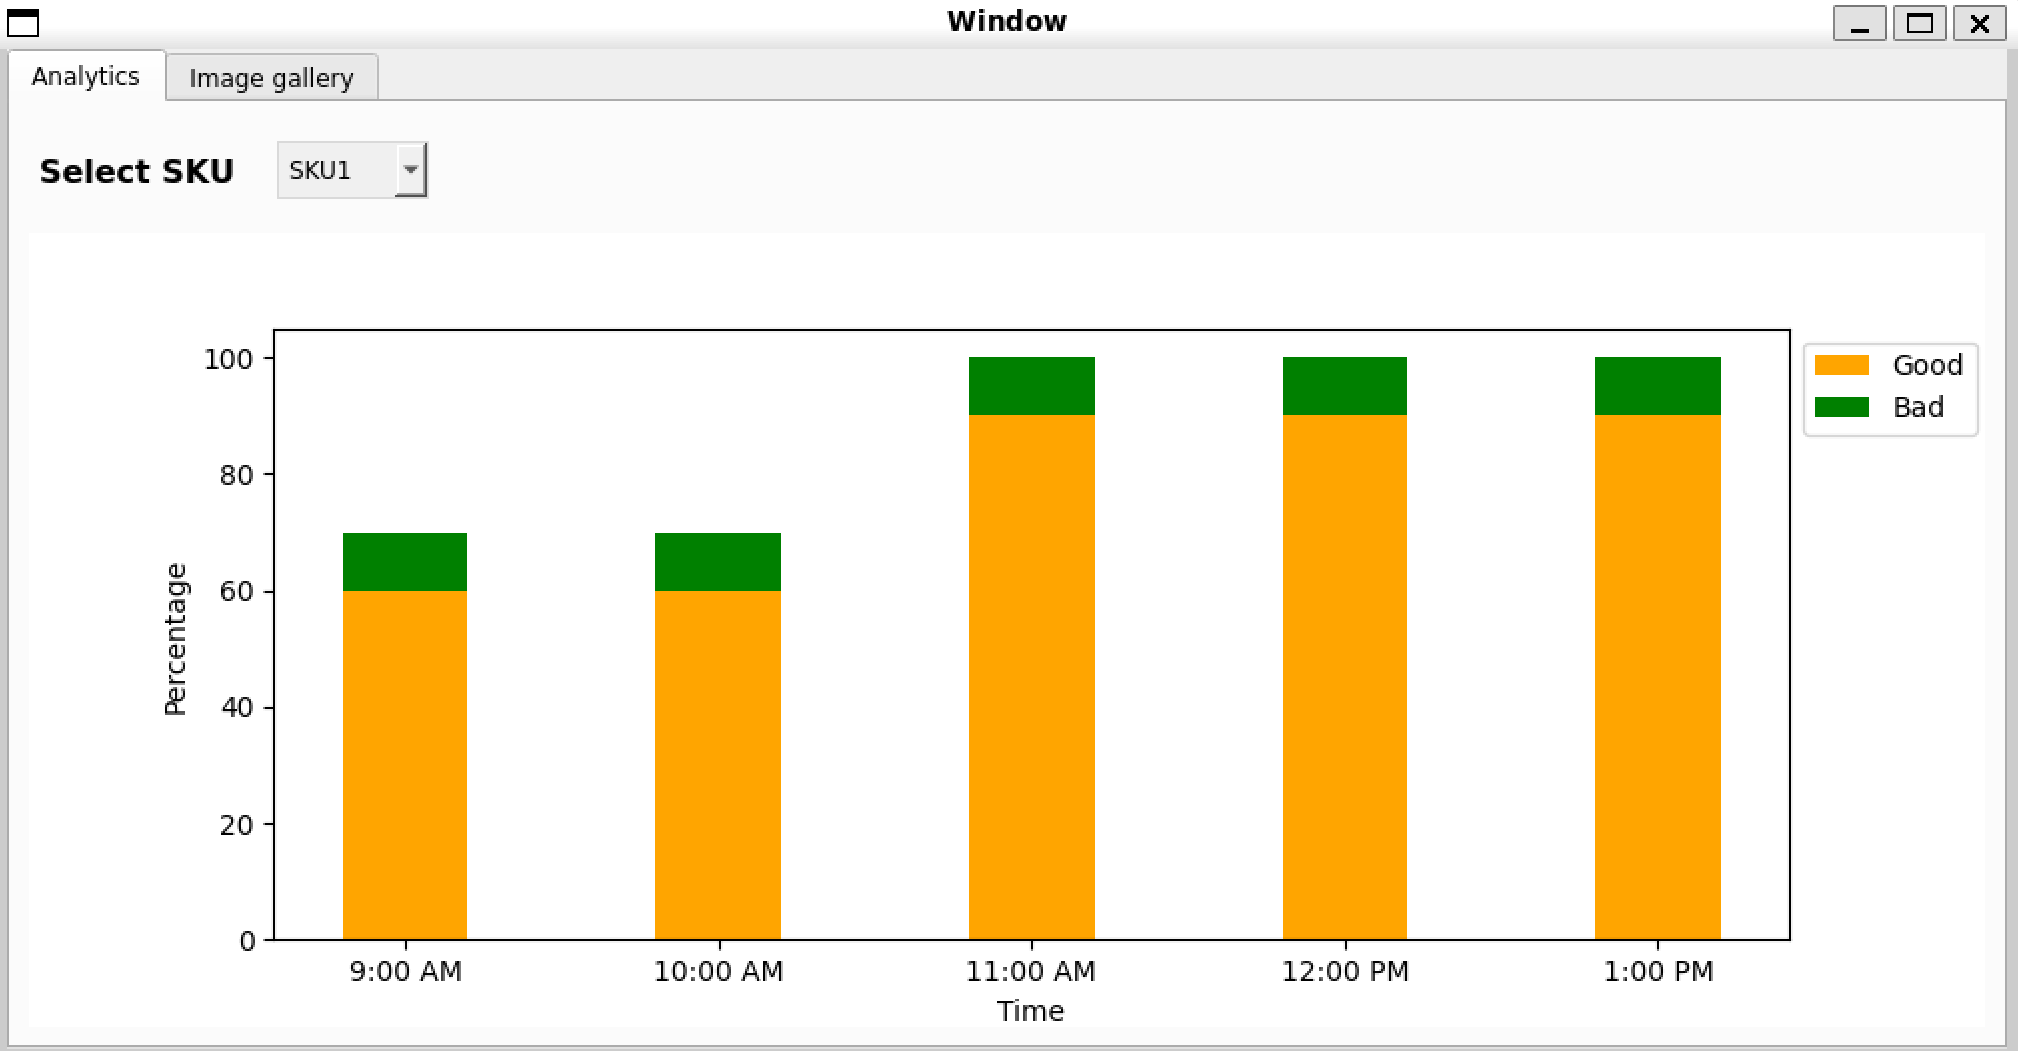 Window
Analytics
Image gallery
Select SKU
SKU1
100
80
60
40
20
0
Percentage
9:00 AM
10:00 AM
11:00 AM
12:00 PM
1:00 PM
Time
Good
Bad